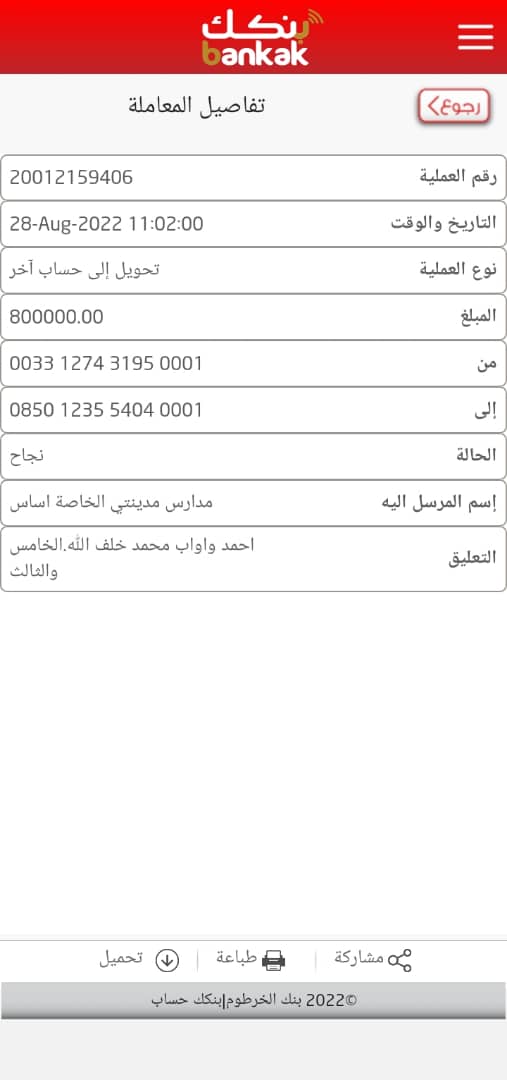 بنكك
bankak
رجوع
تفاصيل المعاملة
رقم العملية 20012159406
التاريخ والوقت 28-Aug-2022 11:02:00
نوع العملية تحويل إلى حساب آخر
المبلغ 800000.00
من 0033 1274 3195 0001
إلى 0850 1235 5404 0001
الحالة نجاح
إسم المرسل اليه مدارس مدينتي الخاصة اساس
التعليق احمد واواب محمد خلف الله.الخامس
والثالث
مشاركة | طباعة | تحميل
©2022 بنك الخرطوم|بنكك حساب